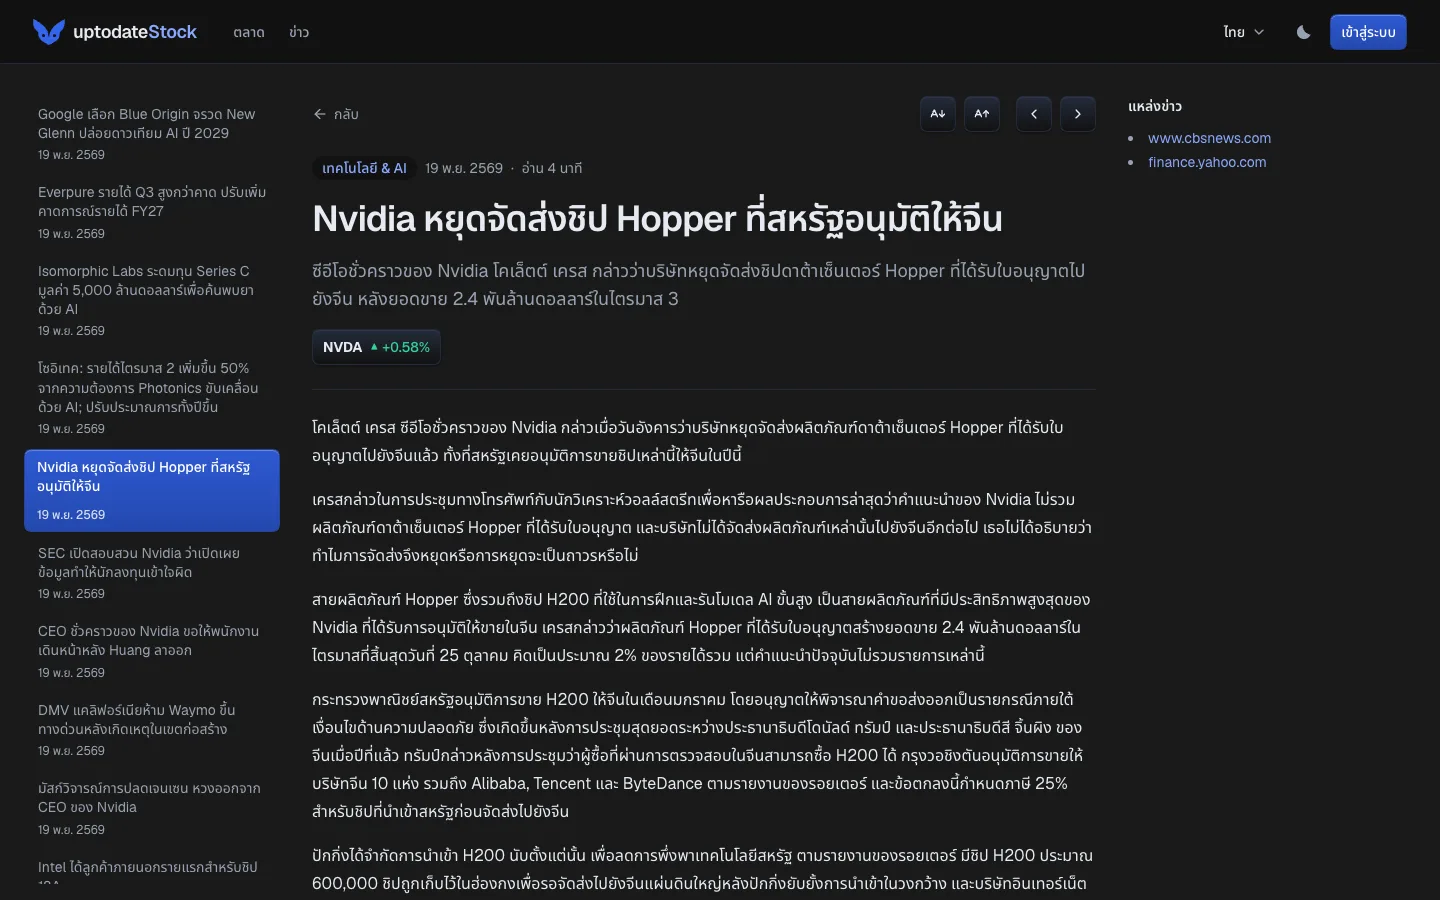 uptodateStock
ตลาด
ข่าว
ไทย
เข้าสู่ระบบ
Google เลือก Blue Origin จรวด New
Glenn ปล่อยดาวเทียม AI ปี 2029
19 พ.ย. 2569
Everpure รายได้ Q3 สูงกว่าคาด ปรับเพิ่ม
คาดการณ์รายได้ FY27
19 พ.ย. 2569
Isomorphic Labs ระดมทุน Series C
มูลค่า 5,000 ล้านดอลลาร์เพื่อค้นพบยา
ด้วย AI
19 พ.ย. 2569
โซอิเทค: รายได้ไตรมาส 2 เพิ่มขึ้น 50%
จากความต้องการ Photonics ขับเคลื่อน
ด้วย AI; ปรับประมาณการทั้งปีขึ้น
19 พ.ย. 2569
Nvidia หยุดจัดส่งชิป Hopper ที่สหรัฐ
อนุมัติให้จีน
19 พ.ย. 2569
SEC เปิดสอบสวน Nvidia ว่าเปิดเผย
ข้อมูลทำให้นักลงทุนเข้าใจผิด
19 พ.ย. 2569
CEO ชั่วคราวของ Nvidia ขอให้พนักงาน
เดินหน้าหลัง Huang ลาออก
19 พ.ย. 2569
DMV แคลิฟอร์เนียห้าม Waymo ขึ้น
ทางด่วนหลังเกิดเหตุในเขตก่อสร้าง
19 พ.ย. 2569
มัสก์วิจารณ์การปลดเจนเซน หวงออกจาก
CEO ของ Nvidia
19 พ.ย. 2569
Intel ได้ลูกค้าภายนอกรายแรกสำหรับชิป
กลับ
A↓
A↑
เทคโนโลยี & AI 19 พ.ย. 2569 · อ่าน 4 นาที
Nvidia หยุดจัดส่งชิป Hopper ที่สหรัฐอนุมัติให้จีน
ซีอีโอชั่วคราวของ Nvidia โคเล็ตต์ เครส กล่าวว่าบริษัทหยุดจัดส่งชิปดาต้าเซ็นเตอร์ Hopper ที่ได้รับใบอนุญาตไป
ยังจีน หลังยอดขาย 2.4 พันล้านดอลลาร์ในไตรมาส 3
NVDA ▲ +0.58%
โคเล็ตต์ เครส ซีอีโอชั่วคราวของ Nvidia กล่าวเมื่อวันอังคารว่าบริษัทหยุดจัดส่งผลิตภัณฑ์ดาต้าเซ็นเตอร์ Hopper ที่ได้รับใบ
อนุญาตไปยังจีนแล้ว ทั้งที่สหรัฐเคยอนุมัติการขายชิปเหล่านี้ให้จีนในปีนี้
เครสกล่าวในการประชุมทางโทรศัพท์กับนักวิเคราะห์วอลล์สตรีทเพื่อหารือผลประกอบการล่าสุดว่าคำแนะนำของ Nvidia ไม่รวม
ผลิตภัณฑ์ดาต้าเซ็นเตอร์ Hopper ที่ได้รับใบอนุญาต และบริษัทไม่ได้จัดส่งผลิตภัณฑ์เหล่านั้นไปยังจีนอีกต่อไป เธอไม่ได้อธิบายว่า
ทำไมการจัดส่งจึงหยุดหรือการหยุดจะเป็นถาวรหรือไม่
สายผลิตภัณฑ์ Hopper ซึ่งรวมถึงชิป H200 ที่ใช้ในการฝึกและรันโมเดล AI ขั้นสูง เป็นสายผลิตภัณฑ์ที่มีประสิทธิภาพสูงสุดของ
Nvidia ที่ได้รับการอนุมัติให้ขายในจีน เครสกล่าวว่าผลิตภัณฑ์ Hopper ที่ได้รับใบอนุญาตสร้างยอดขาย 2.4 พันล้านดอลลาร์ใน
ไตรมาสที่สิ้นสุดวันที่ 25 ตุลาคม คิดเป็นประมาณ 2% ของรายได้รวม แต่คำแนะนำปัจจุบันไม่รวมรายการเหล่านี้
กระทรวงพาณิชย์สหรัฐอนุมัติการขาย H200 ให้จีนในเดือนมกราคม โดยอนุญาตให้พิจารณาคำขอส่งออกเป็นรายกรณีภายใต้
เงื่อนไขด้านความปลอดภัย ซึ่งเกิดขึ้นหลังการประชุมสุดยอดระหว่างประธานาธิบดีโดนัลด์ ทรัมป์ และประธานาธิบดีสี จิ้นผิง ของ
จีนเมื่อปีที่แล้ว ทรัมป์กล่าวหลังการประชุมว่าผู้ซื้อที่ผ่านการตรวจสอบในจีนสามารถซื้อ H200 ได้ กรุงวอชิงตันอนุมัติการขายให้
บริษัทจีน 10 แห่ง รวมถึง Alibaba, Tencent และ ByteDance ตามรายงานของรอยเตอร์ และข้อตกลงนี้กำหนดภาษี 25%
สำหรับชิปที่นำเข้าสหรัฐก่อนจัดส่งไปยังจีน
ปักกิ่งได้จำกัดการนำเข้า H200 นับตั้งแต่นั้น เพื่อลดการพึ่งพาเทคโนโลยีสหรัฐ ตามรายงานของรอยเตอร์ มีชิป H200 ประมาณ
600,000 ชิปถูกเก็บไว้ในฮ่องกงเพื่อรอจัดส่งไปยังจีนแผ่นดินใหญ่หลังปักกิ่งยับยั้งการนำเข้าในวงกว้าง และบริษัทอินเทอร์เน็ต
แหล่งข่าว
www.cbsnews.com
finance.yahoo.com